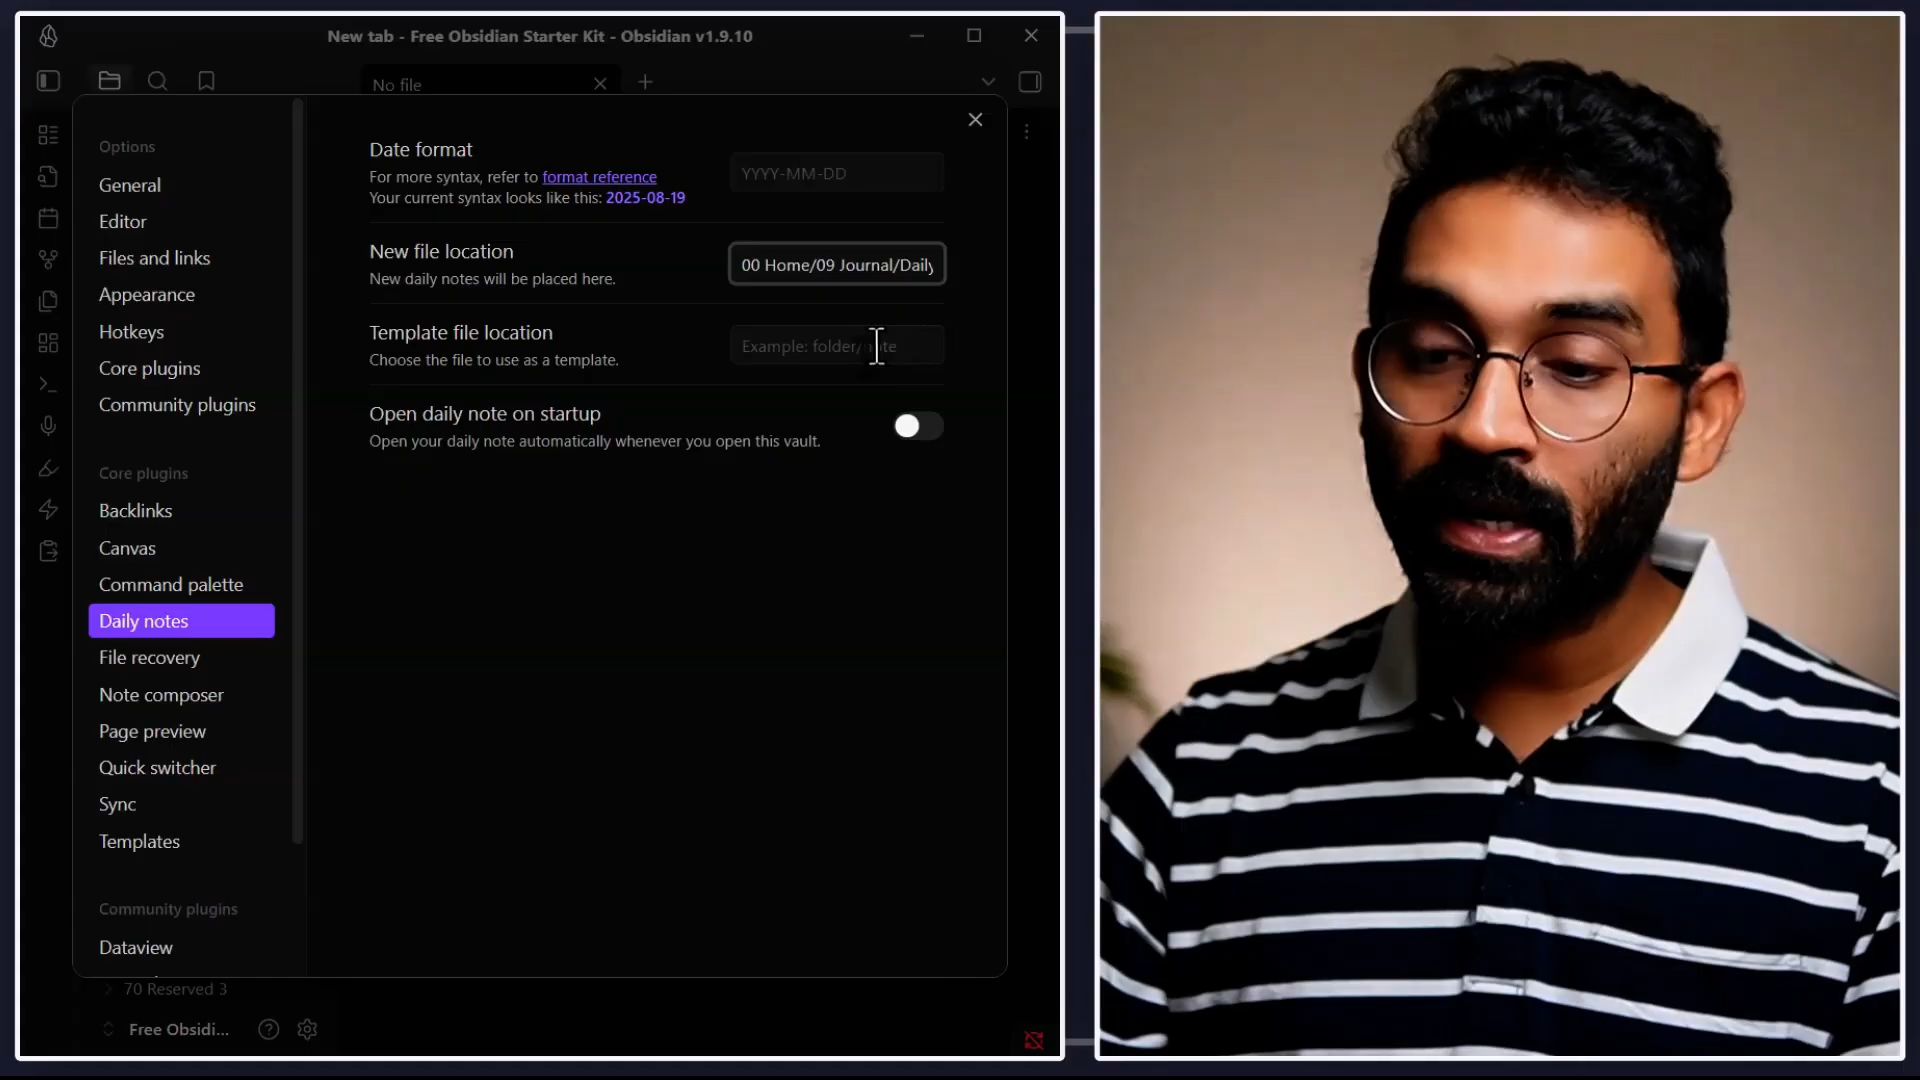 New tab - Free Obsidian Starter Kit - Obsidian v1.9.10
No file
Options
General
Editor
Files and links
Appearance
Hotkeys
Core plugins
Community plugins
Core plugins
Backlinks
Canvas
Command palette
Daily notes
File recovery
Note composer
Page preview
Quick switcher
Sync
Templates
Community plugins
Dataview
Date format
For more syntax, refer to format reference
Your current syntax looks like this: 2025-08-19
YYYY-MM-DD
New file location
New daily notes will be placed here.
00 Home/09 Journal/Daily
Template file location
Choose the file to use as a template.
Example: folder/note
Open daily note on startup
Open your daily note automatically whenever you open this vault.
70 Reserved 3
Free Obsidi...